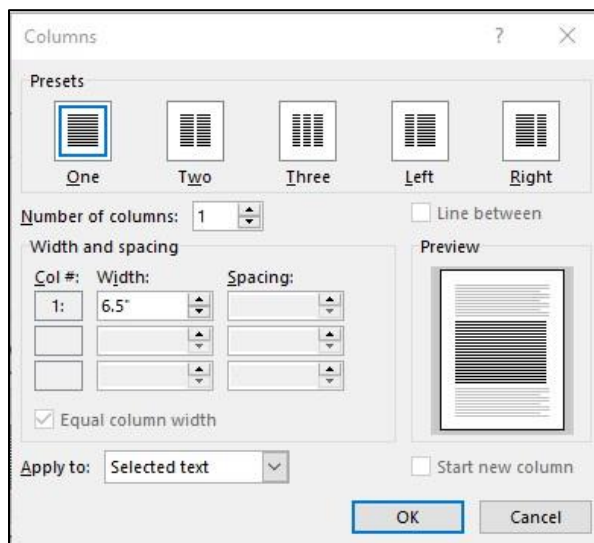 Columns ?
Presets
One Two Three Left Right
Number of columns: 1 Line between
Width and spacing
Preview
Col #: Width: Spacing:
1: 6.5"
Equal column width
Apply to: Selected text Start new column
OK Cancel